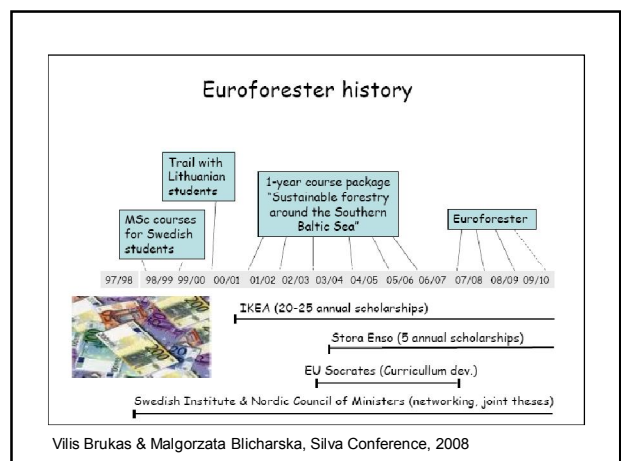 Euroforester history
Trail with
Lithuanian
students
1-year course package
"Sustainable forestry
around the Southern
Baltic Sea"
MSc courses
for Swedish
students
Euroforester
97/98 98/99 99/00 00/01 01/02 02/03 03/04 04/05 05/06 06/07 07/08 08/09 09/10
IKEA (20-25 annual scholarships)
Stora Enso (5 annual scholarships)
EU Socrates (Curricullum dev.)
Swedish Institute & Nordic Council of Ministers (networking, joint theses)
200
200
Vilis Brukas & Malgorzata Blicharska, Silva Conference, 2008